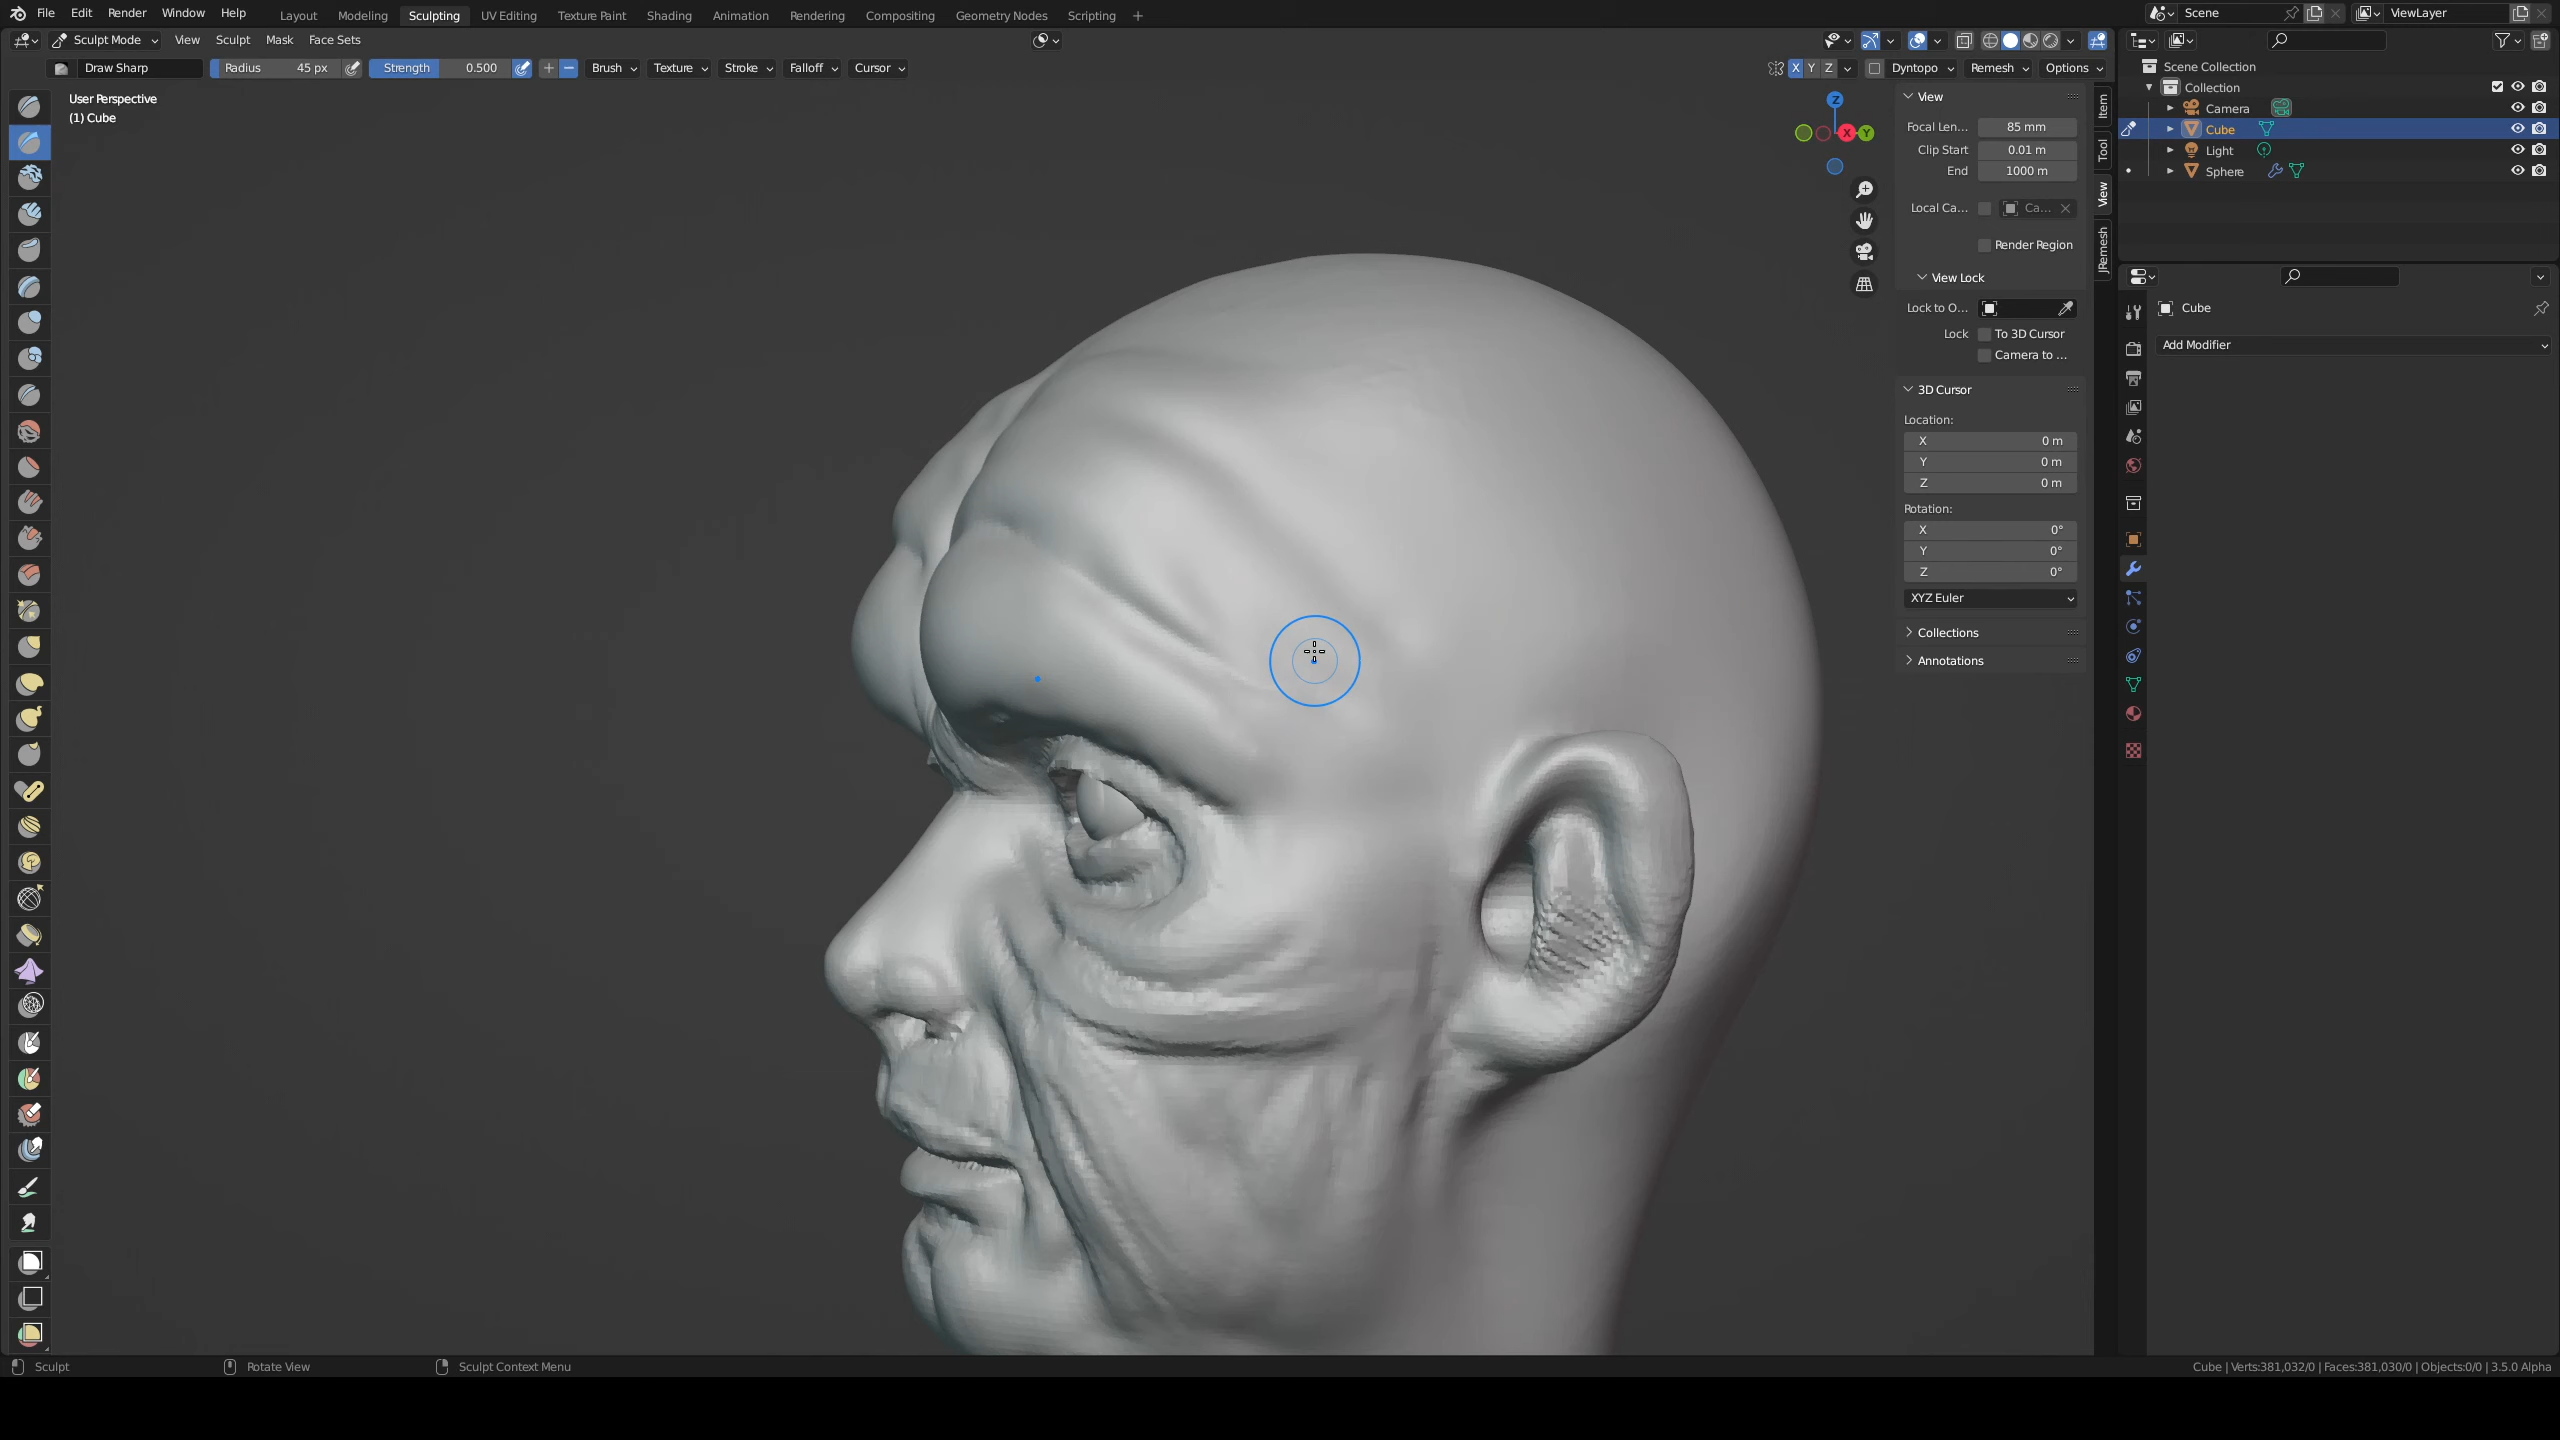 File Edit Render Window Help Layout Modeling Sculpting UV Editing Texture Paint Shading Animation Rendering Compositing Geometry Nodes Scripting + Scene ViewLayer
Sculpt Mode View Sculpt Mask Face Sets
Draw Sharp Radius 45 px Strength 0.500 Brush Texture Stroke Falloff Cursor X Y Z Dyntopo Remesh Options
User Perspective
(1) Cube
Z
X
Y
View
Focal Len... 85 mm
Clip Start 0.01 m
End 1000 m
Local Ca... Ca...
Render Region
View Lock
Lock to O...
Lock To 3D Cursor
Camera to ...
3D Cursor
Location:
X 0 m
Y 0 m
Z 0 m
Rotation:
X 0°
Y 0°
Z 0°
XYZ Euler
Collections
Annotations
Item
Tool
View
JRemesh
Scene Collection
Collection
Camera
Cube
Light
Sphere
Cube
Add Modifier
Sculpt Rotate View Sculpt Context Menu Cube | Verts:381,032/0 | Faces:381,030/0 | Objects:0/0 | 3.5.0 Alpha